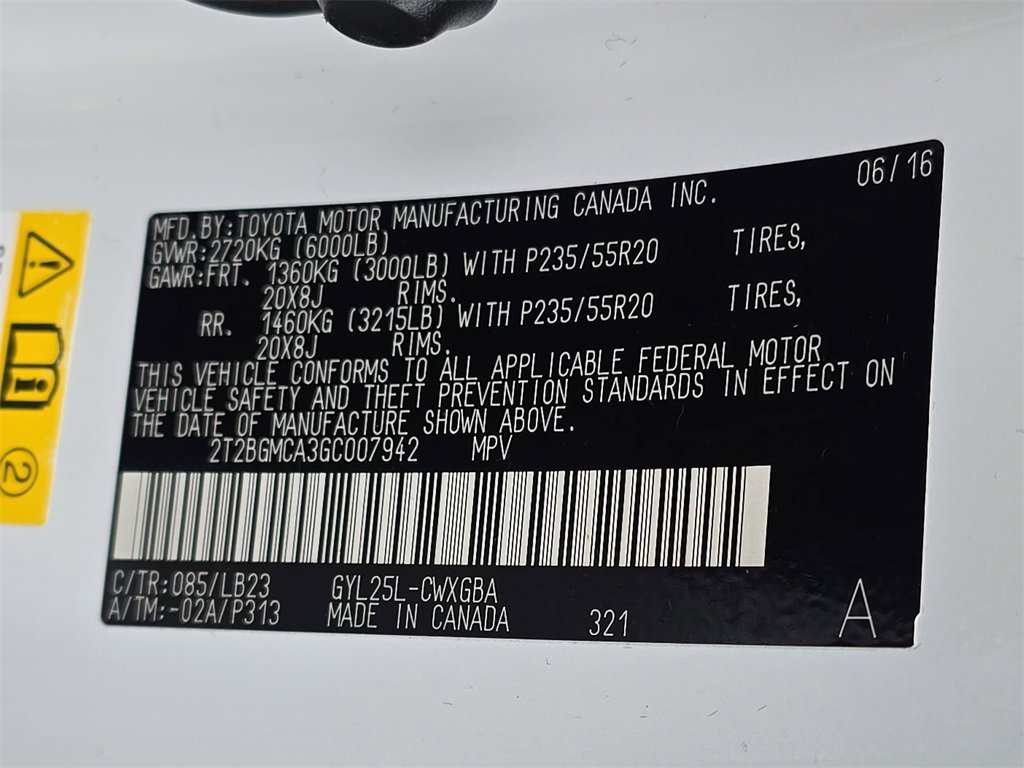 06/16
MFD. BY: TOYOTA MOTOR MANUFACTURING CANADA INC.
GVWR: 2720KG (6000LB)
GAWR: FRT. 1360KG (3000LB) WITH P235/55R20 TIRES,
20X8J RIMS.
RR. 1460KG (3215LB) WITH P235/55R20 TIRES,
20X8J RIMS.
THIS VEHICLE CONFORMS TO ALL APPLICABLE FEDERAL MOTOR
VEHICLE SAFETY AND THEFT PREVENTION STANDARDS IN EFFECT ON
THE DATE OF MANUFACTURE SHOWN ABOVE.
2T2BGMCA3GC007942 MPV
C/TR: 085/LB23 GYL25L-CWXGBA
A/TM: -02A/P313 MADE IN CANADA 321 A
2